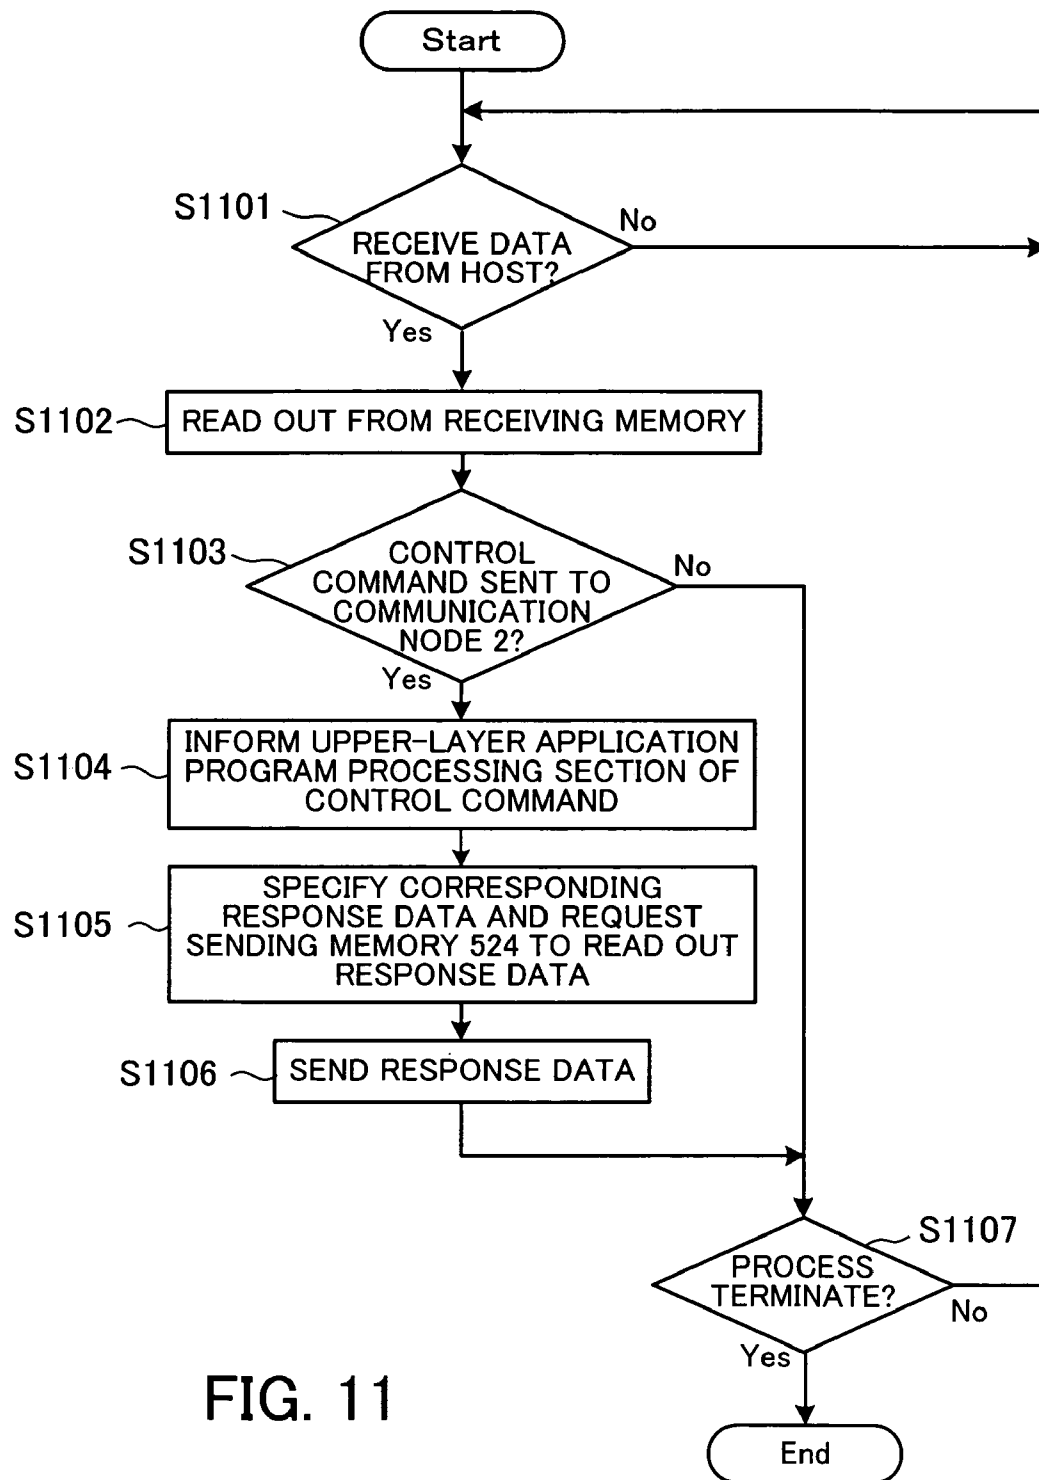 Start
S1101
RECEIVE DATA
FROM HOST?
No
Yes
S1102
READ OUT FROM RECEIVING MEMORY
S1103
CONTROL
COMMAND SENT TO
COMMUNICATION
NODE 2?
No
Yes
S1104
INFORM UPPER-LAYER APPLICATION
PROGRAM PROCESSING SECTION OF
CONTROL COMMAND
S1105
SPECIFY CORRESPONDING
RESPONSE DATA AND REQUEST
SENDING MEMORY 524 TO READ OUT
RESPONSE DATA
S1106
SEND RESPONSE DATA
S1107
PROCESS
TERMINATE?
No
Yes
End
FIG. 11